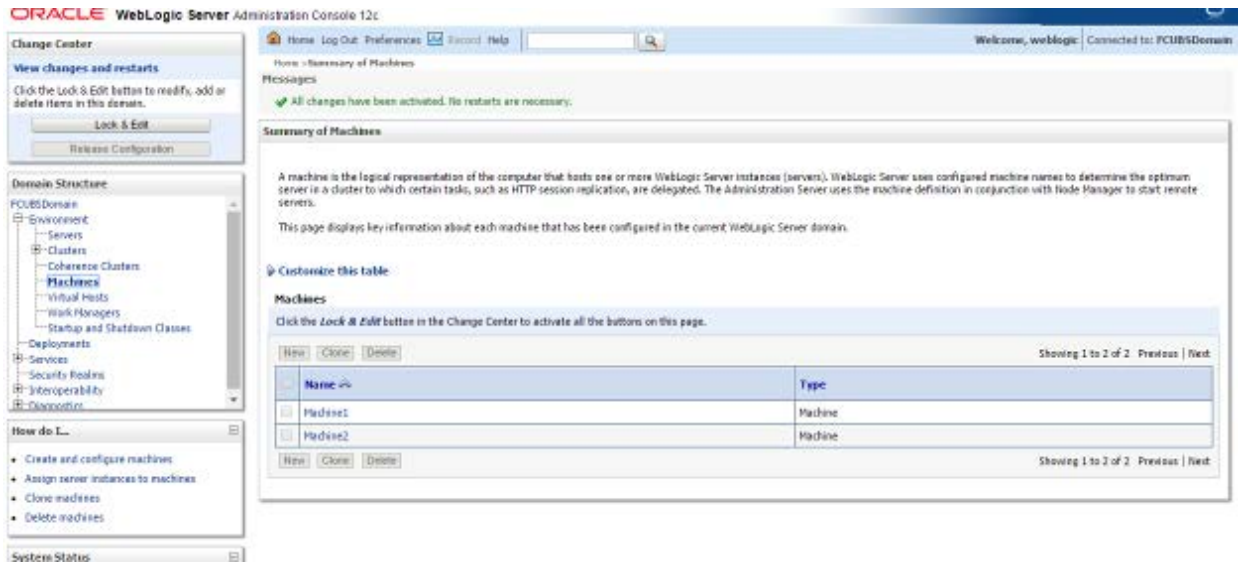 ORACLE WebLogic Server Administration Console 12c
Change Center
View changes and restarts
Click the Lock & Edit button to modify, add or
delete items in this domain.
Lock & Edit
Release Configuration
Domain Structure
FCUBSDomain
Environment
Servers
Clusters
Coherence Clusters
Machines
Virtual Hosts
Work Managers
Startup and Shutdown Classes
Deployments
Services
Security Realms
Interoperability
Diagnostics
How do I...
Create and configure machines
Assign server instances to machines
Clone machines
Delete machines
System Status
Home Log Out Preferences Record Help
Welcome, weblogic Connected to: FCUBSDomain
Home >Summary of Machines
Messages
All changes have been activated. No restarts are necessary.
Summary of Machines
A machine is the logical representation of the computer that hosts one or more WebLogic Server instances (servers). WebLogic Server uses configured machine names to determine the optimum
server in a cluster to which certain tasks, such as HTTP session replication, are delegated. The Administration Server uses the machine definition in conjunction with Node Manager to start remote
servers.
This page displays key information about each machine that has been configured in the current WebLogic Server domain.
Customize this table
Machines
Click the Lock & Edit button in the Change Center to activate all the buttons on this page.
New Clone Delete Showing 1 to 2 of 2 Previous | Next
Name Type
Machine1 Machine
Machine2 Machine
New Clone Delete Showing 1 to 2 of 2 Previous | Next